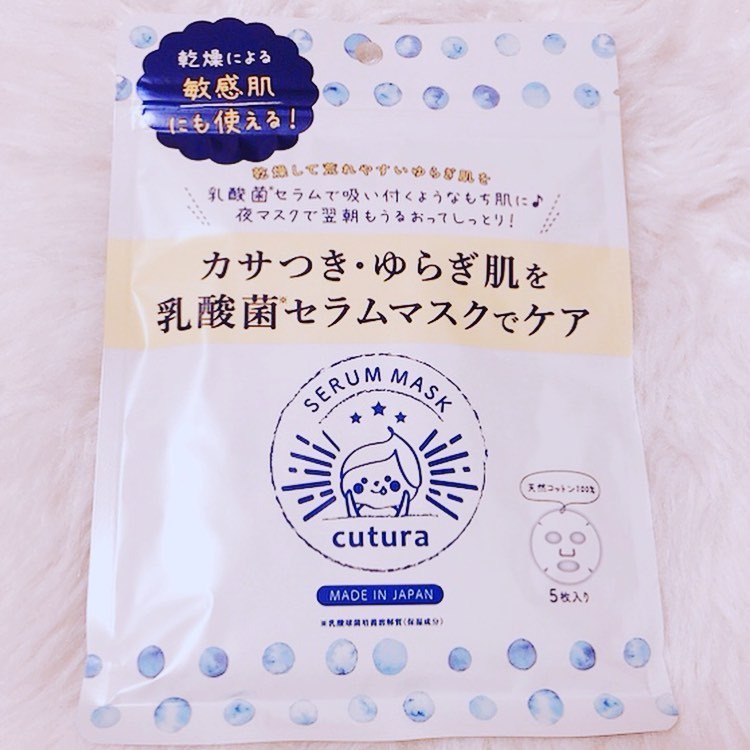 乾燥による
敏感肌
にも使える!
乾燥して荒れやすいゆらぎ肌を
乳酸菌※セラムで吸い付くようなもち肌に♪
夜マスクで翌朝もうるおってしっとり!
カサつき・ゆらぎ肌を
乳酸菌※セラムマスクでケア
SERUM MASK
cutura
天然コットン100%
5枚入り
MADE IN JAPAN
※乳酸球菌培養溶解質(保湿成分)